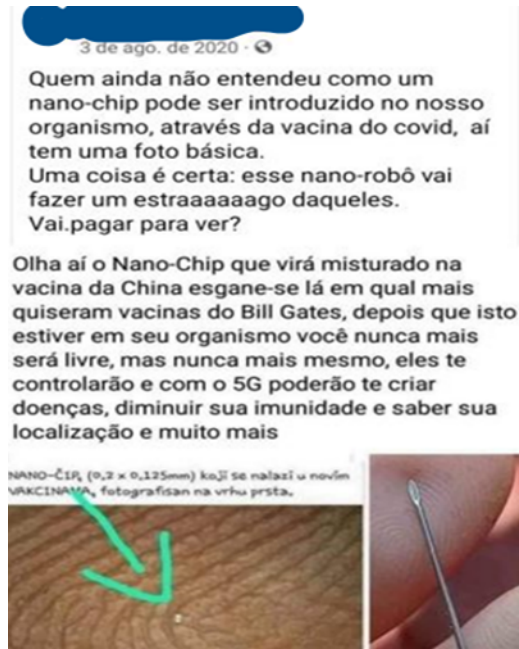 3 de ago. de 2020 ·
Quem ainda não entendeu como um
nano-chip pode ser introduzido no nosso
organismo, através da vacina do covid, aí
tem uma foto básica.
Uma coisa é certa: esse nano-robô vai
fazer um estraaaaaago daqueles.
Vai.pagar para ver?
Olha aí o Nano-Chip que virá misturado na
vacina da China esgane-se lá em qual mais
quiseram vacinas do Bill Gates, depois que isto
estiver em seu organismo você nunca mais
será livre, mas nunca mais mesmo, eles te
controlarão e com o 5G poderão te criar
doenças, diminuir sua imunidade e saber sua
localização e muito mais
NANO-ČIP, (0,2 x 0,125mm) koji se nalazi u novim
VAKCINAMA, fotografisan na vrhu prsta.